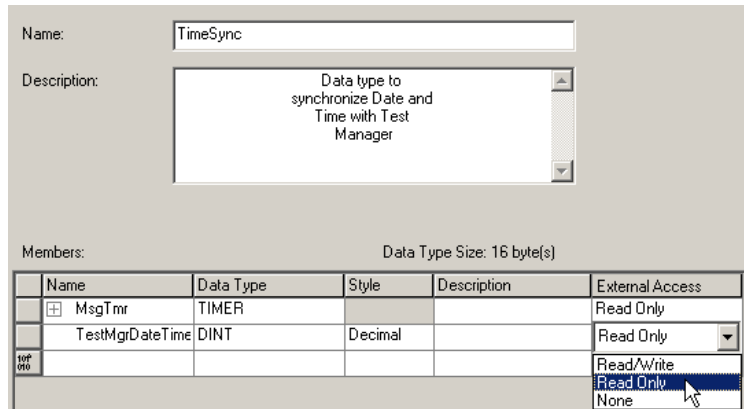 Name: TimeSync
Description: Data type to
synchronize Date and
Time with Test
Manager
Members: Data Type Size: 16 byte(s)
Name Data Type Style Description External Access
MsgTmr TIMER Read Only
TestMgrDateTime DINT Decimal Read Only
Read/Write
Read Only
None